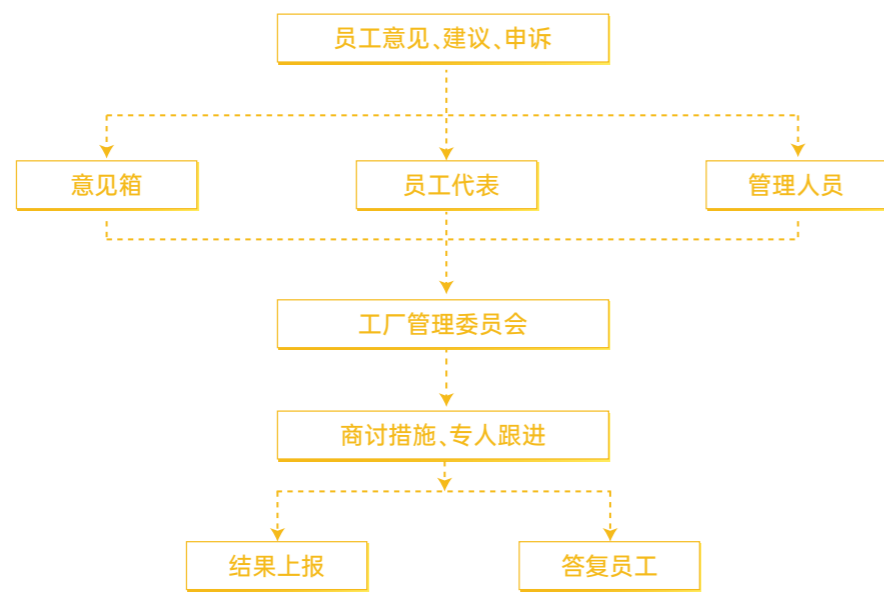 员工意见、建议、申诉
意见箱
员工代表
管理人员
工厂管理委员会
商讨措施、专人跟进
结果上报
答复员工